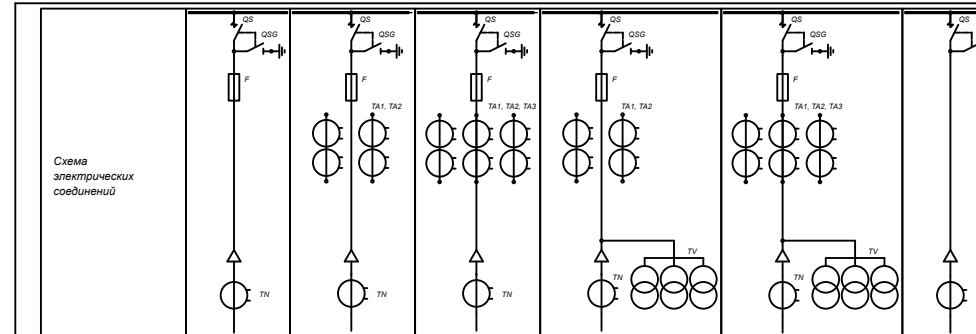 Схема
электрических
соединений
QS
QSG
F
TN
QS
QSG
F
TA1, TA2
TN
QS
QSG
F
TA1, TA2, TA3
TN
QS
QSG
F
TA1, TA2
TV
TN
QS
QSG
F
TA1, TA2, TA3
TV
TN
QS